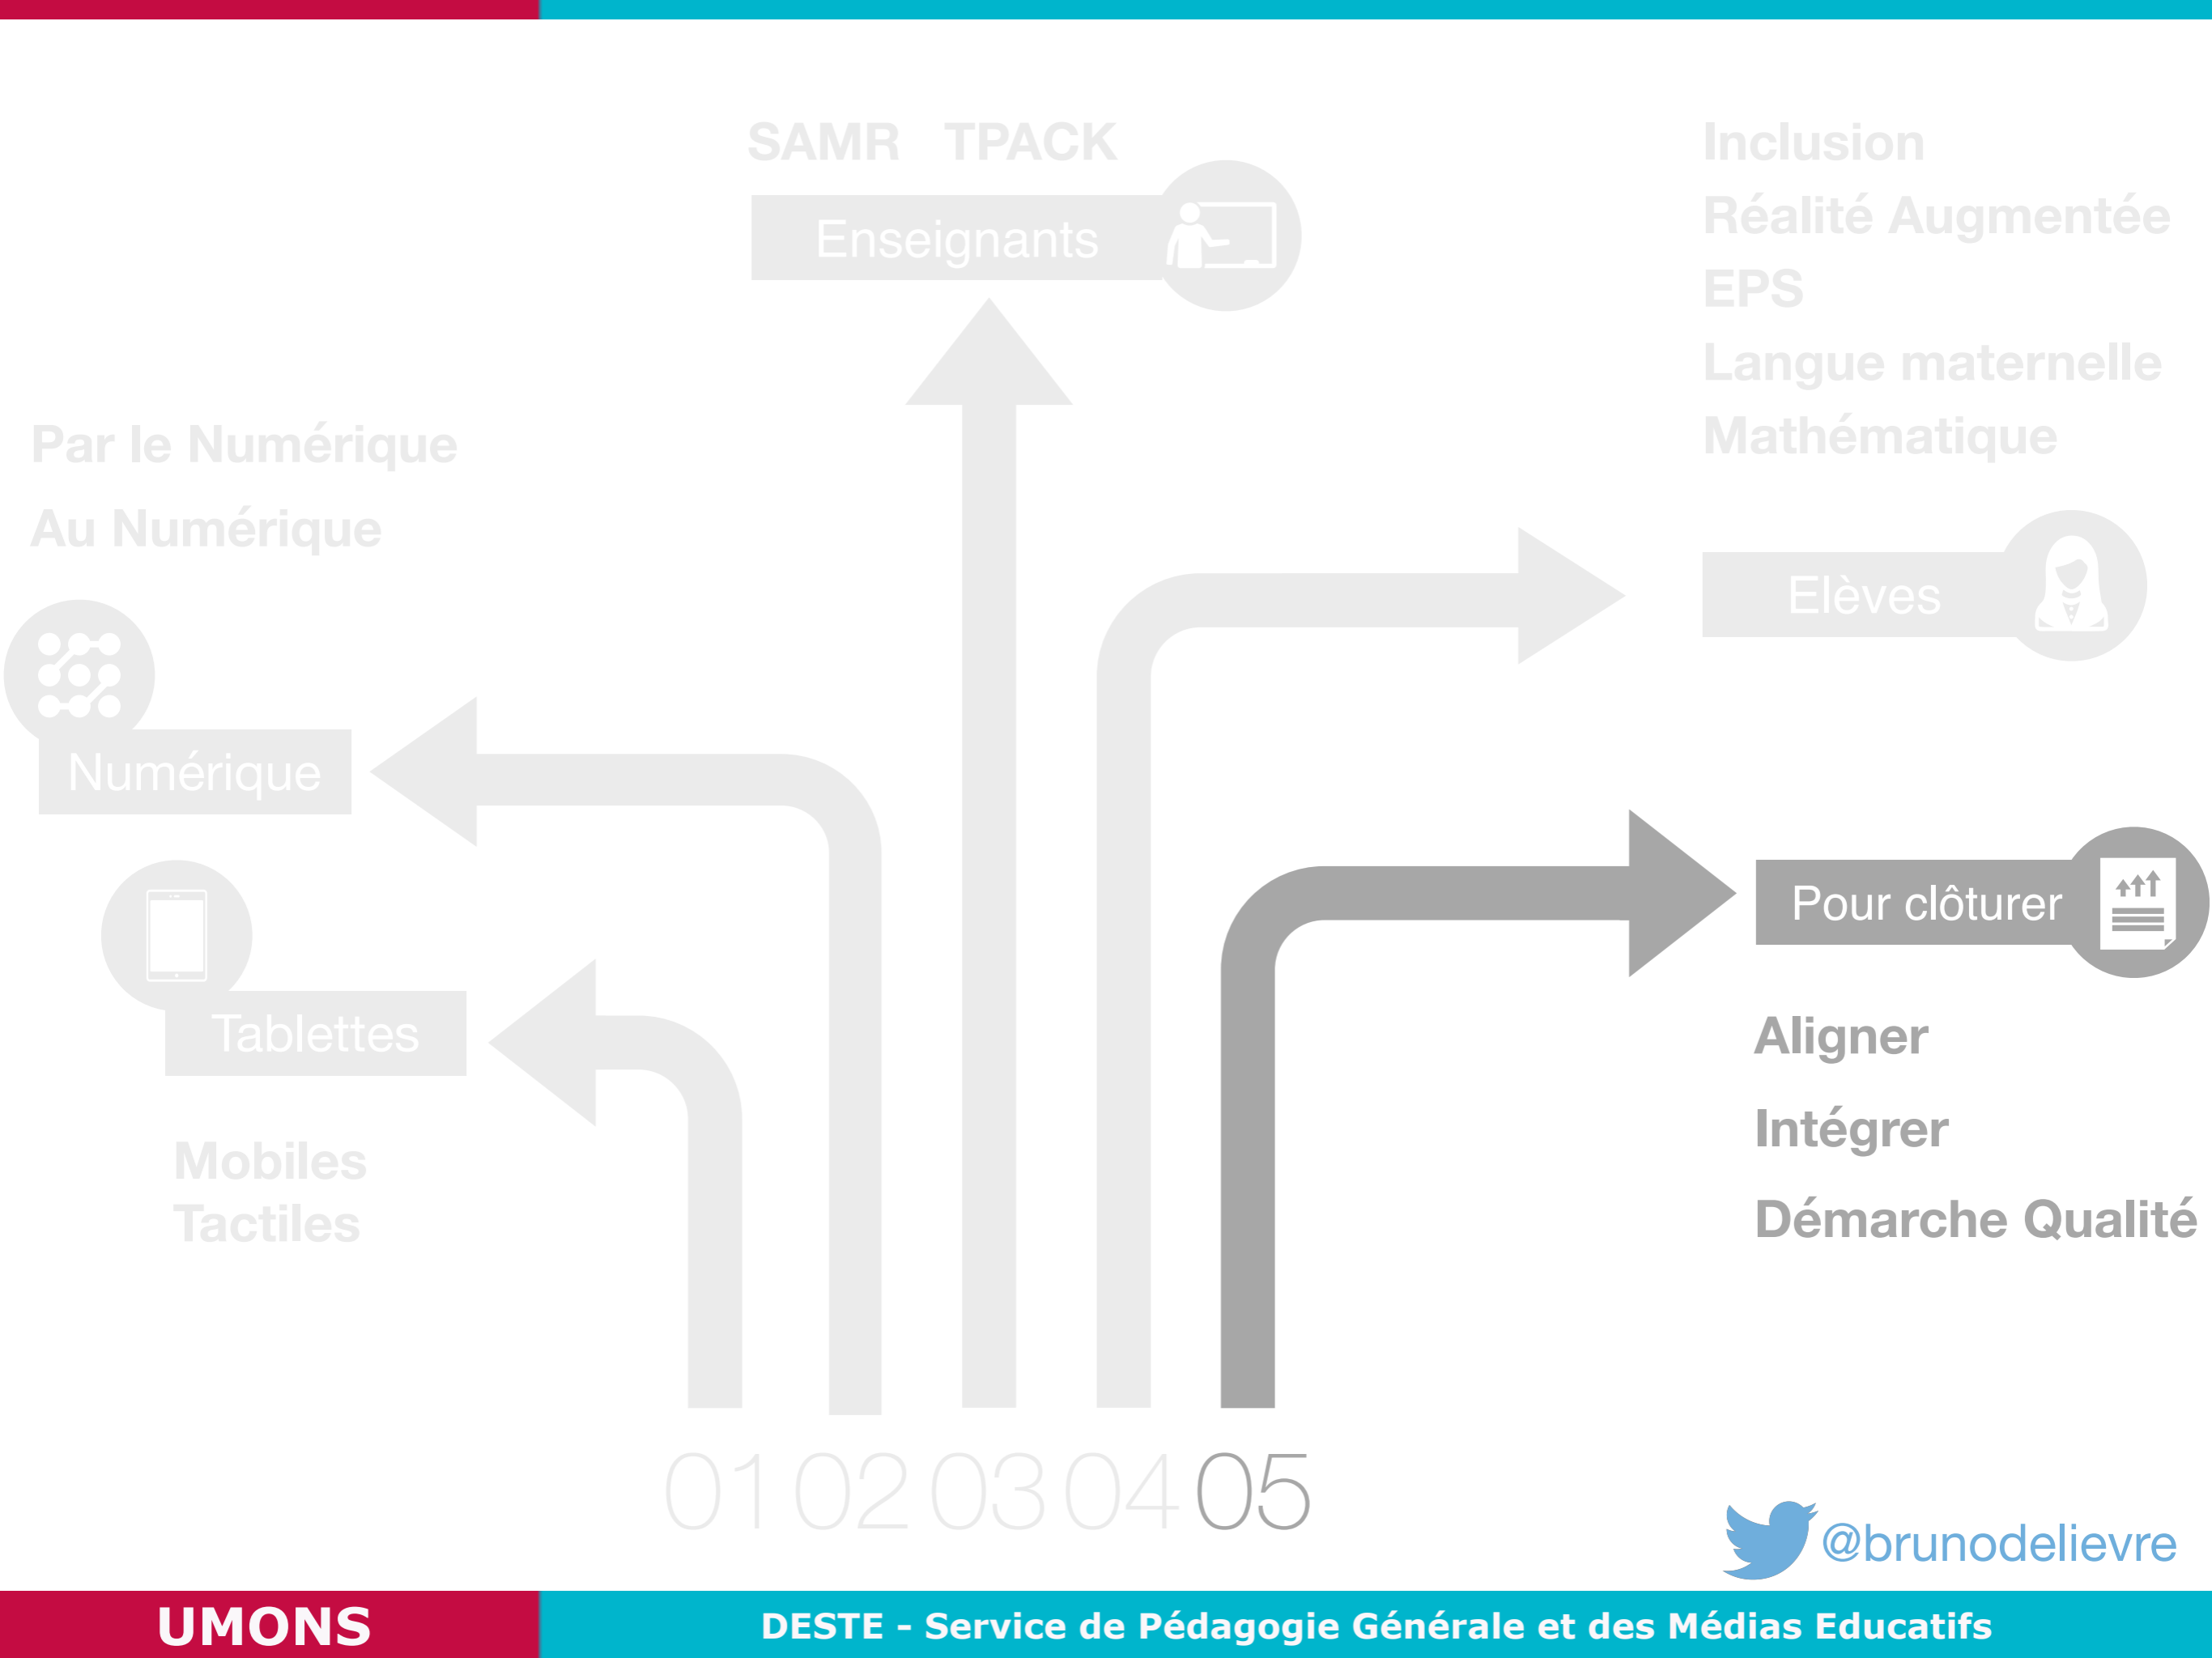 SAMR TPACK
Enseignants
Inclusion
Réalité Augmentée
EPS
Langue maternelle
Mathématique
Elèves
Par le Numérique
Au Numérique
Numérique
Tablettes
Mobiles
Tactiles
Pour clôturer
Aligner
Intégrer
Démarche Qualité
01 02 03 04 05
@brunodelievre
UMONS
DESTE – Service de Pédagogie Générale et des Médias Educatifs